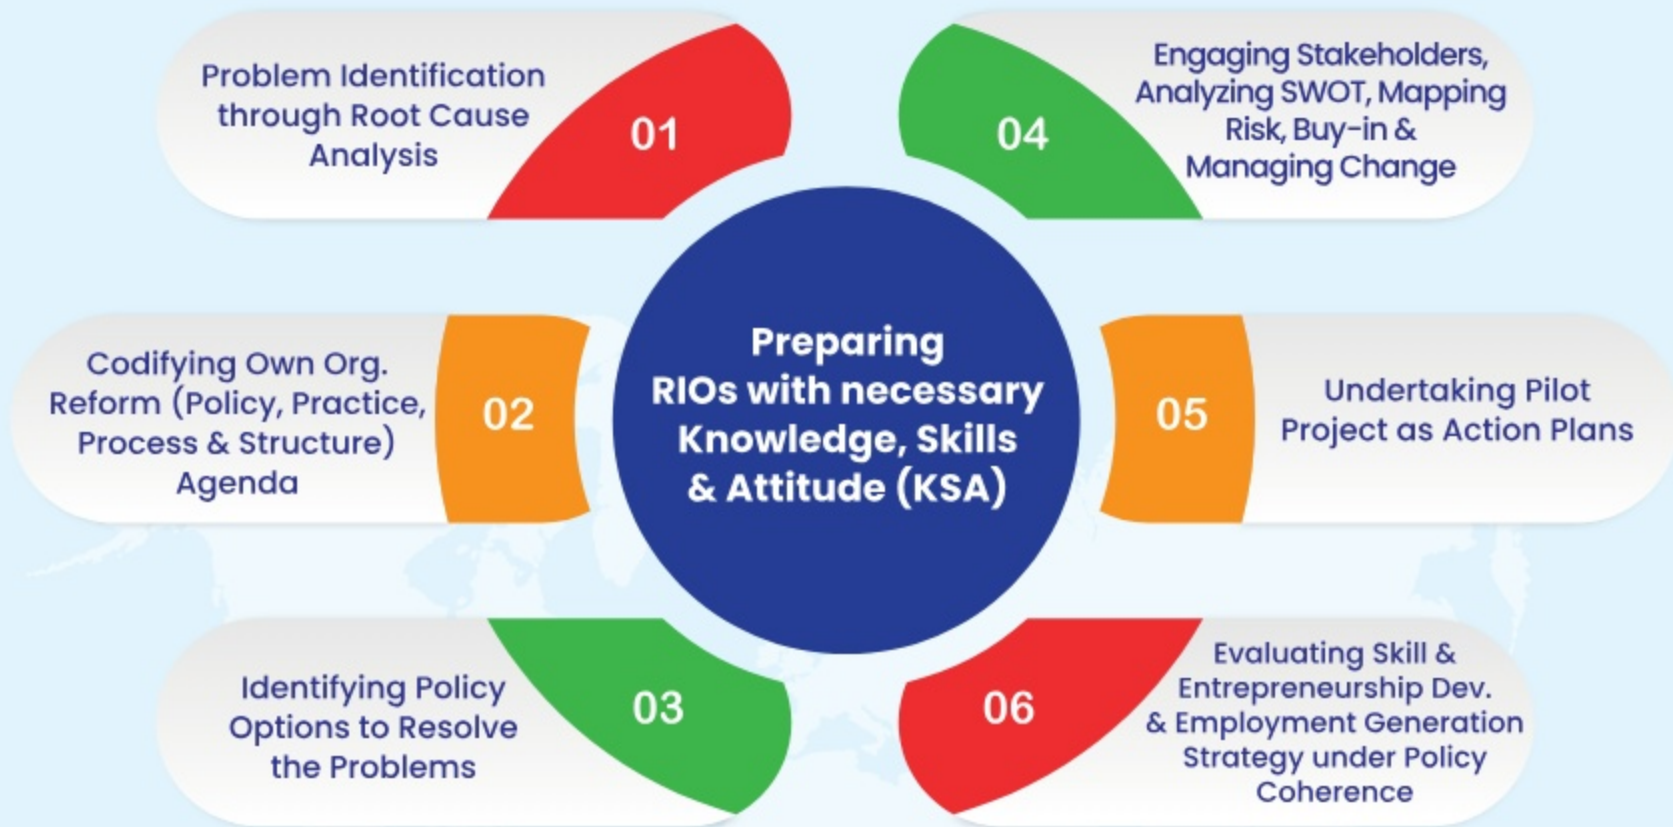 01
Problem Identification
through Root Cause
Analysis
02
Codifying Own Org.
Reform (Policy, Practice,
Process & Structure)
Agenda
03
Identifying Policy
Options to Resolve
the Problems
Preparing
RIOs with necessary
Knowledge, Skills
& Attitude (KSA)
04
Engaging Stakeholders,
Analyzing SWOT, Mapping
Risk, Buy-in &
Managing Change
05
Undertaking Pilot
Project as Action Plans
06
Evaluating Skill &
Entrepreneurship Dev.
& Employment Generation
Strategy under Policy
Coherence